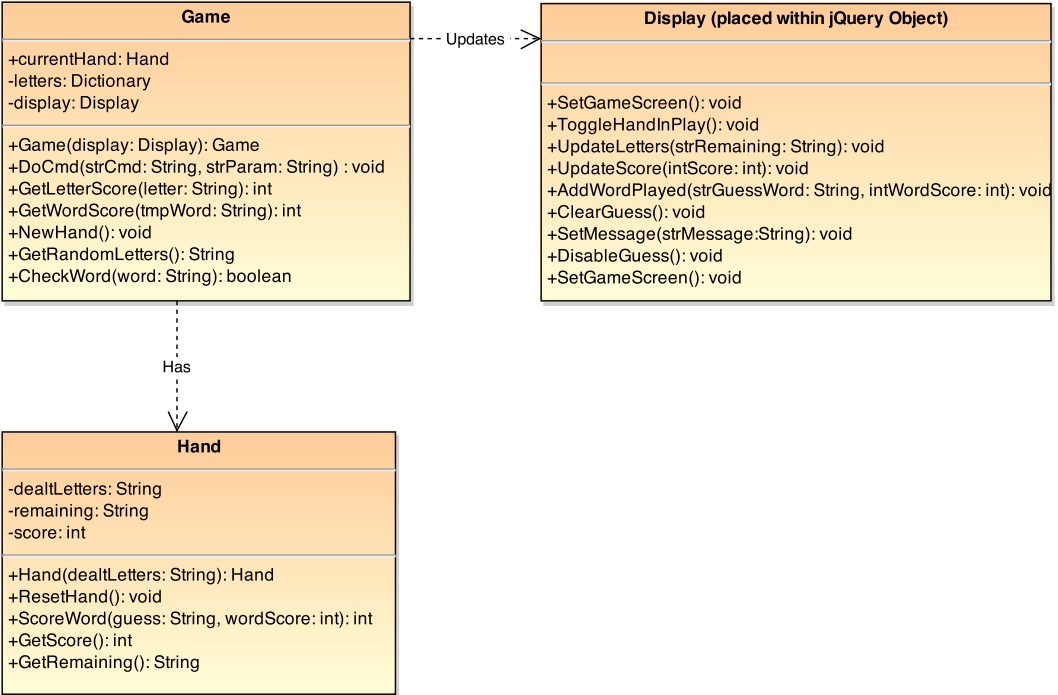 Game
+currentHand: Hand
-letters: Dictionary
-display: Display
+Game(display: Display): Game
+DoCmd(strCmd: String, strParam: String) : void
+GetLetterScore(letter: String): int
+GetWordScore(tmpWord: String): int
+NewHand(): void
+GetRandomLetters(): String
+CheckWord(word: String): boolean
Updates
Display (placed within jQuery Object)
+SetGameScreen(): void
+ToggleHandInPlay(): void
+UpdateLetters(strRemaining: String): void
+UpdateScore(intScore: int): void
+AddWordPlayed(strGuessWord: String, intWordScore: int): void
+ClearGuess(): void
+SetMessage(strMessage:String): void
+DisableGuess(): void
+SetGameScreen(): void
Has
Hand
-dealtLetters: String
-remaining: String
-score: int
+Hand(dealtLetters: String): Hand
+ResetHand(): void
+ScoreWord(guess: String, wordScore: int): int
+GetScore(): int
+GetRemaining(): String